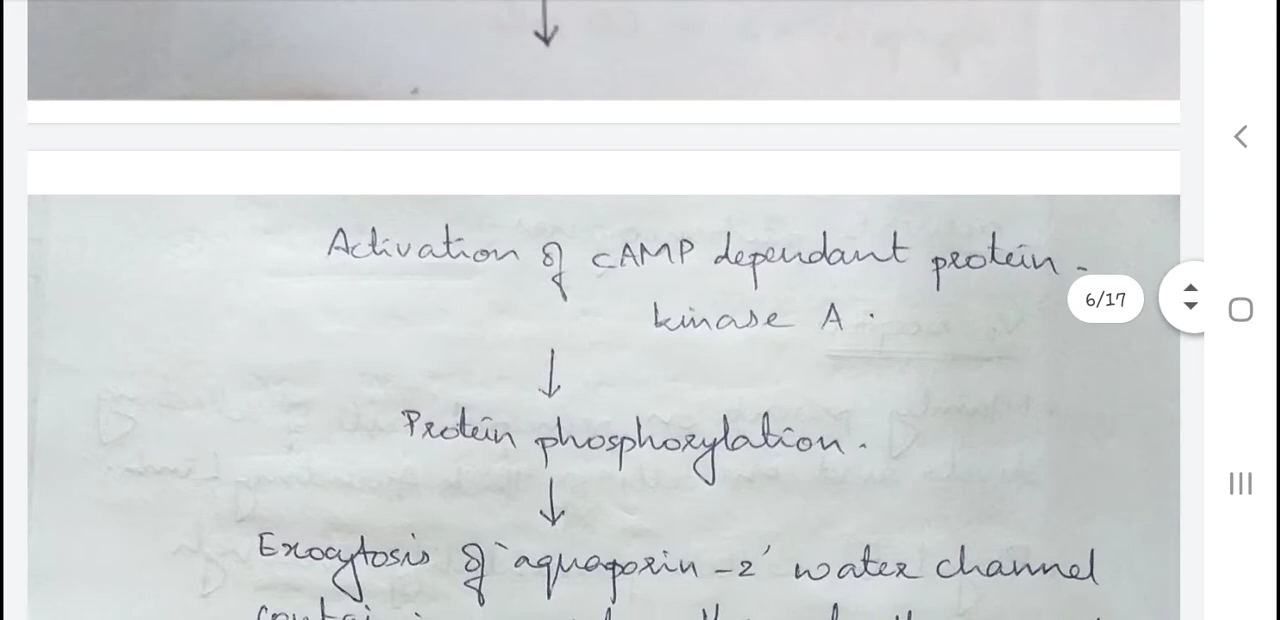 Activation of cAMP dependant protein -
kinase A .
6/17
Protein phosphorylation .
Exocytosis of 'aquaporin - 2' water channel